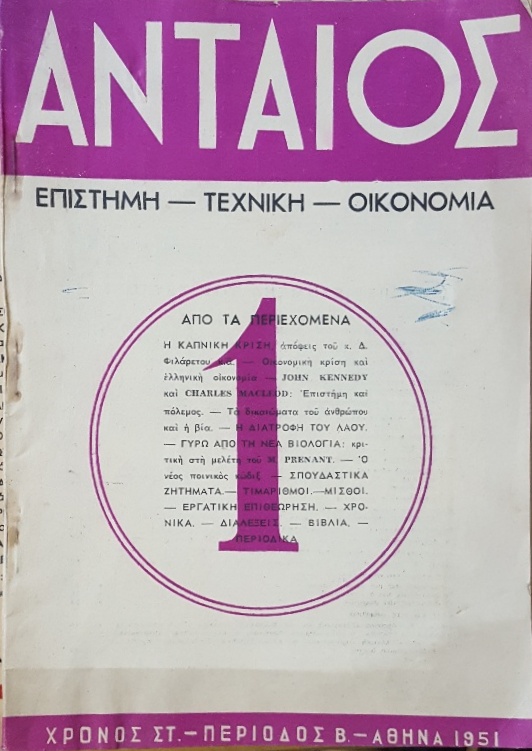 ΑΝΤΑΙΟΣ
ΕΠΙΣΤΗΜΗ — ΤΕΧΝΙΚΗ — ΟΙΚΟΝΟΜΙΑ
1
ΑΠΟ ΤΑ ΠΕΡΙΕΧΟΜΕΝΑ
Η ΚΑΠΝΙΚΗ ΚΡΙΣΗ, ἀπόψεις τοῦ κ. Δ.
Φιλάρετου κ.ἄ. — Οἰκονομικὴ κρίση καὶ
ἑλληνικὴ οἰκονομία — JOHN KENNEDY
καὶ CHARLES MACLEOD: Ἐπιστήμη καὶ
πόλεμος. — Τὰ δικαιώματα τοῦ ἀνθρώπου
καὶ ἡ βία. — Η ΔΙΑΤΡΟΦΗ ΤΟΥ ΛΑΟΥ.
— ΓΥΡΩ ΑΠΟ ΤΗ ΝΕΑ ΒΙΟΛΟΓΙΑ: κρι-
τικὴ στὴ μελέτη τοῦ M. PRENANT. — Ὁ
νέος ποινικὸς κώδιξ. — ΣΠΟΥΔΑΣΤΙΚΑ
ΖΗΤΗΜΑΤΑ.— ΤΙΜΑΡΙΘΜΟΙ.—ΜΙΣΘΟΙ.
— ΕΡΓΑΤΙΚΗ ΕΠΙΘΕΩΡΗΣΗ. — ΧΡΟ-
ΝΙΚΑ. — ΔΙΑΛΕΞΕΙΣ. — ΒΙΒΛΙΑ. —
ΠΕΡΙΟΔΙΚΑ
ΧΡΟΝΟΣ ΣΤ.—ΠΕΡΙΟΔΟΣ Β.—ΑΘΗΝΑ 1951